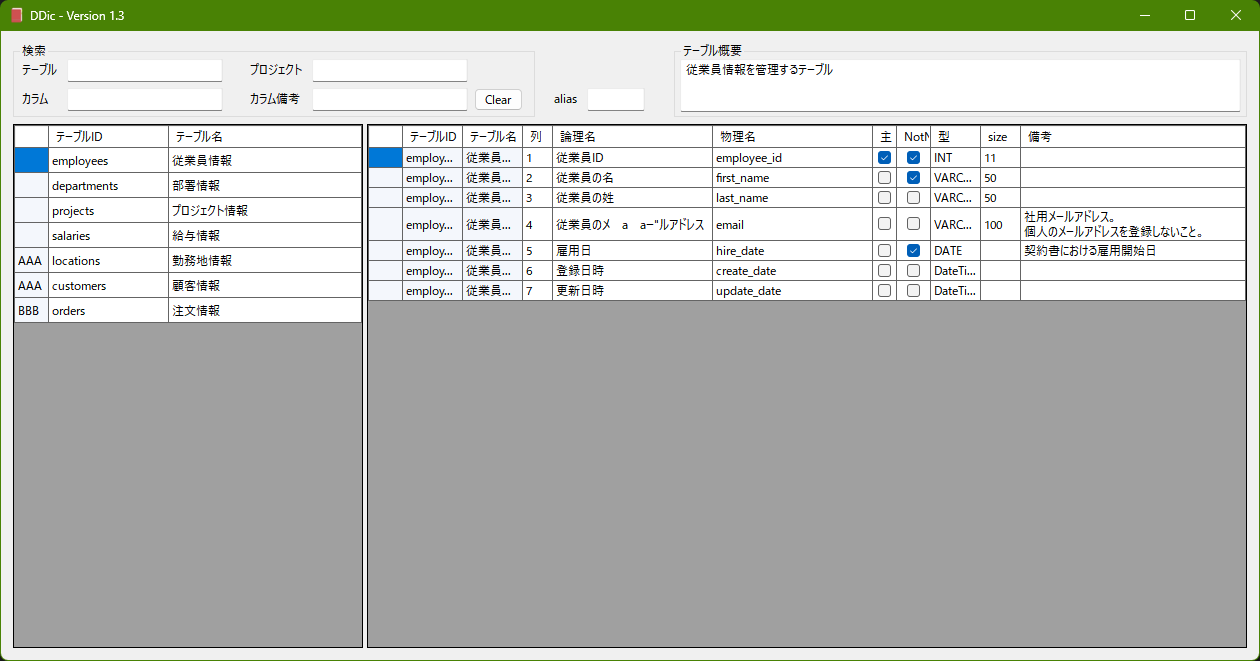 DDic - Version 1.3
検索
テーブル プロジェクト
カラム カラム備考 Clear alias
テーブル概要
従業員情報を管理するテーブル
テーブルID テーブル名
employees 従業員情報
departments 部署情報
projects プロジェクト情報
salaries 給与情報
AAA locations 勤務地情報
AAA customers 顧客情報
BBB orders 注文情報
テーブルID テーブル名 列 論理名 物理名 主 NotN 型 size 備考
employ... 従業員... 1 従業員ID employee_id INT 11
employ... 従業員... 2 従業員の名 first_name VARC... 50
employ... 従業員... 3 従業員の姓 last_name VARC... 50
employ... 従業員... 4 従業員のメ　a　aー"ルアドレス email VARC... 100 社用メールアドレス。
個人のメールアドレスを登録しないこと。
employ... 従業員... 5 雇用日 hire_date DATE 契約書における雇用開始日
employ... 従業員... 6 登録日時 create_date DateTi...
employ... 従業員... 7 更新日時 update_date DateTi...